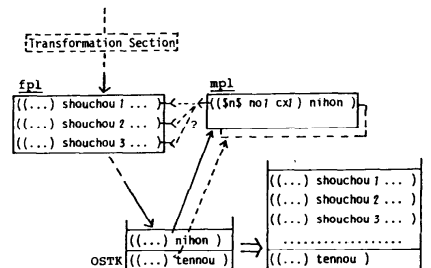 Transformation Section
fpl
mpl
((...) shouchou 1 ... )
((...) shouchou 2 ... )
((...) shouchou 3 ... )
?
(($n$ no1 cx1) nihon )
((...) shouchou 1 ... )
((...) shouchou 2 ... )
((...) shouchou 3 ... )
..................
((...) tennou )
((...) nihon )
OSTK ((...) tennou )